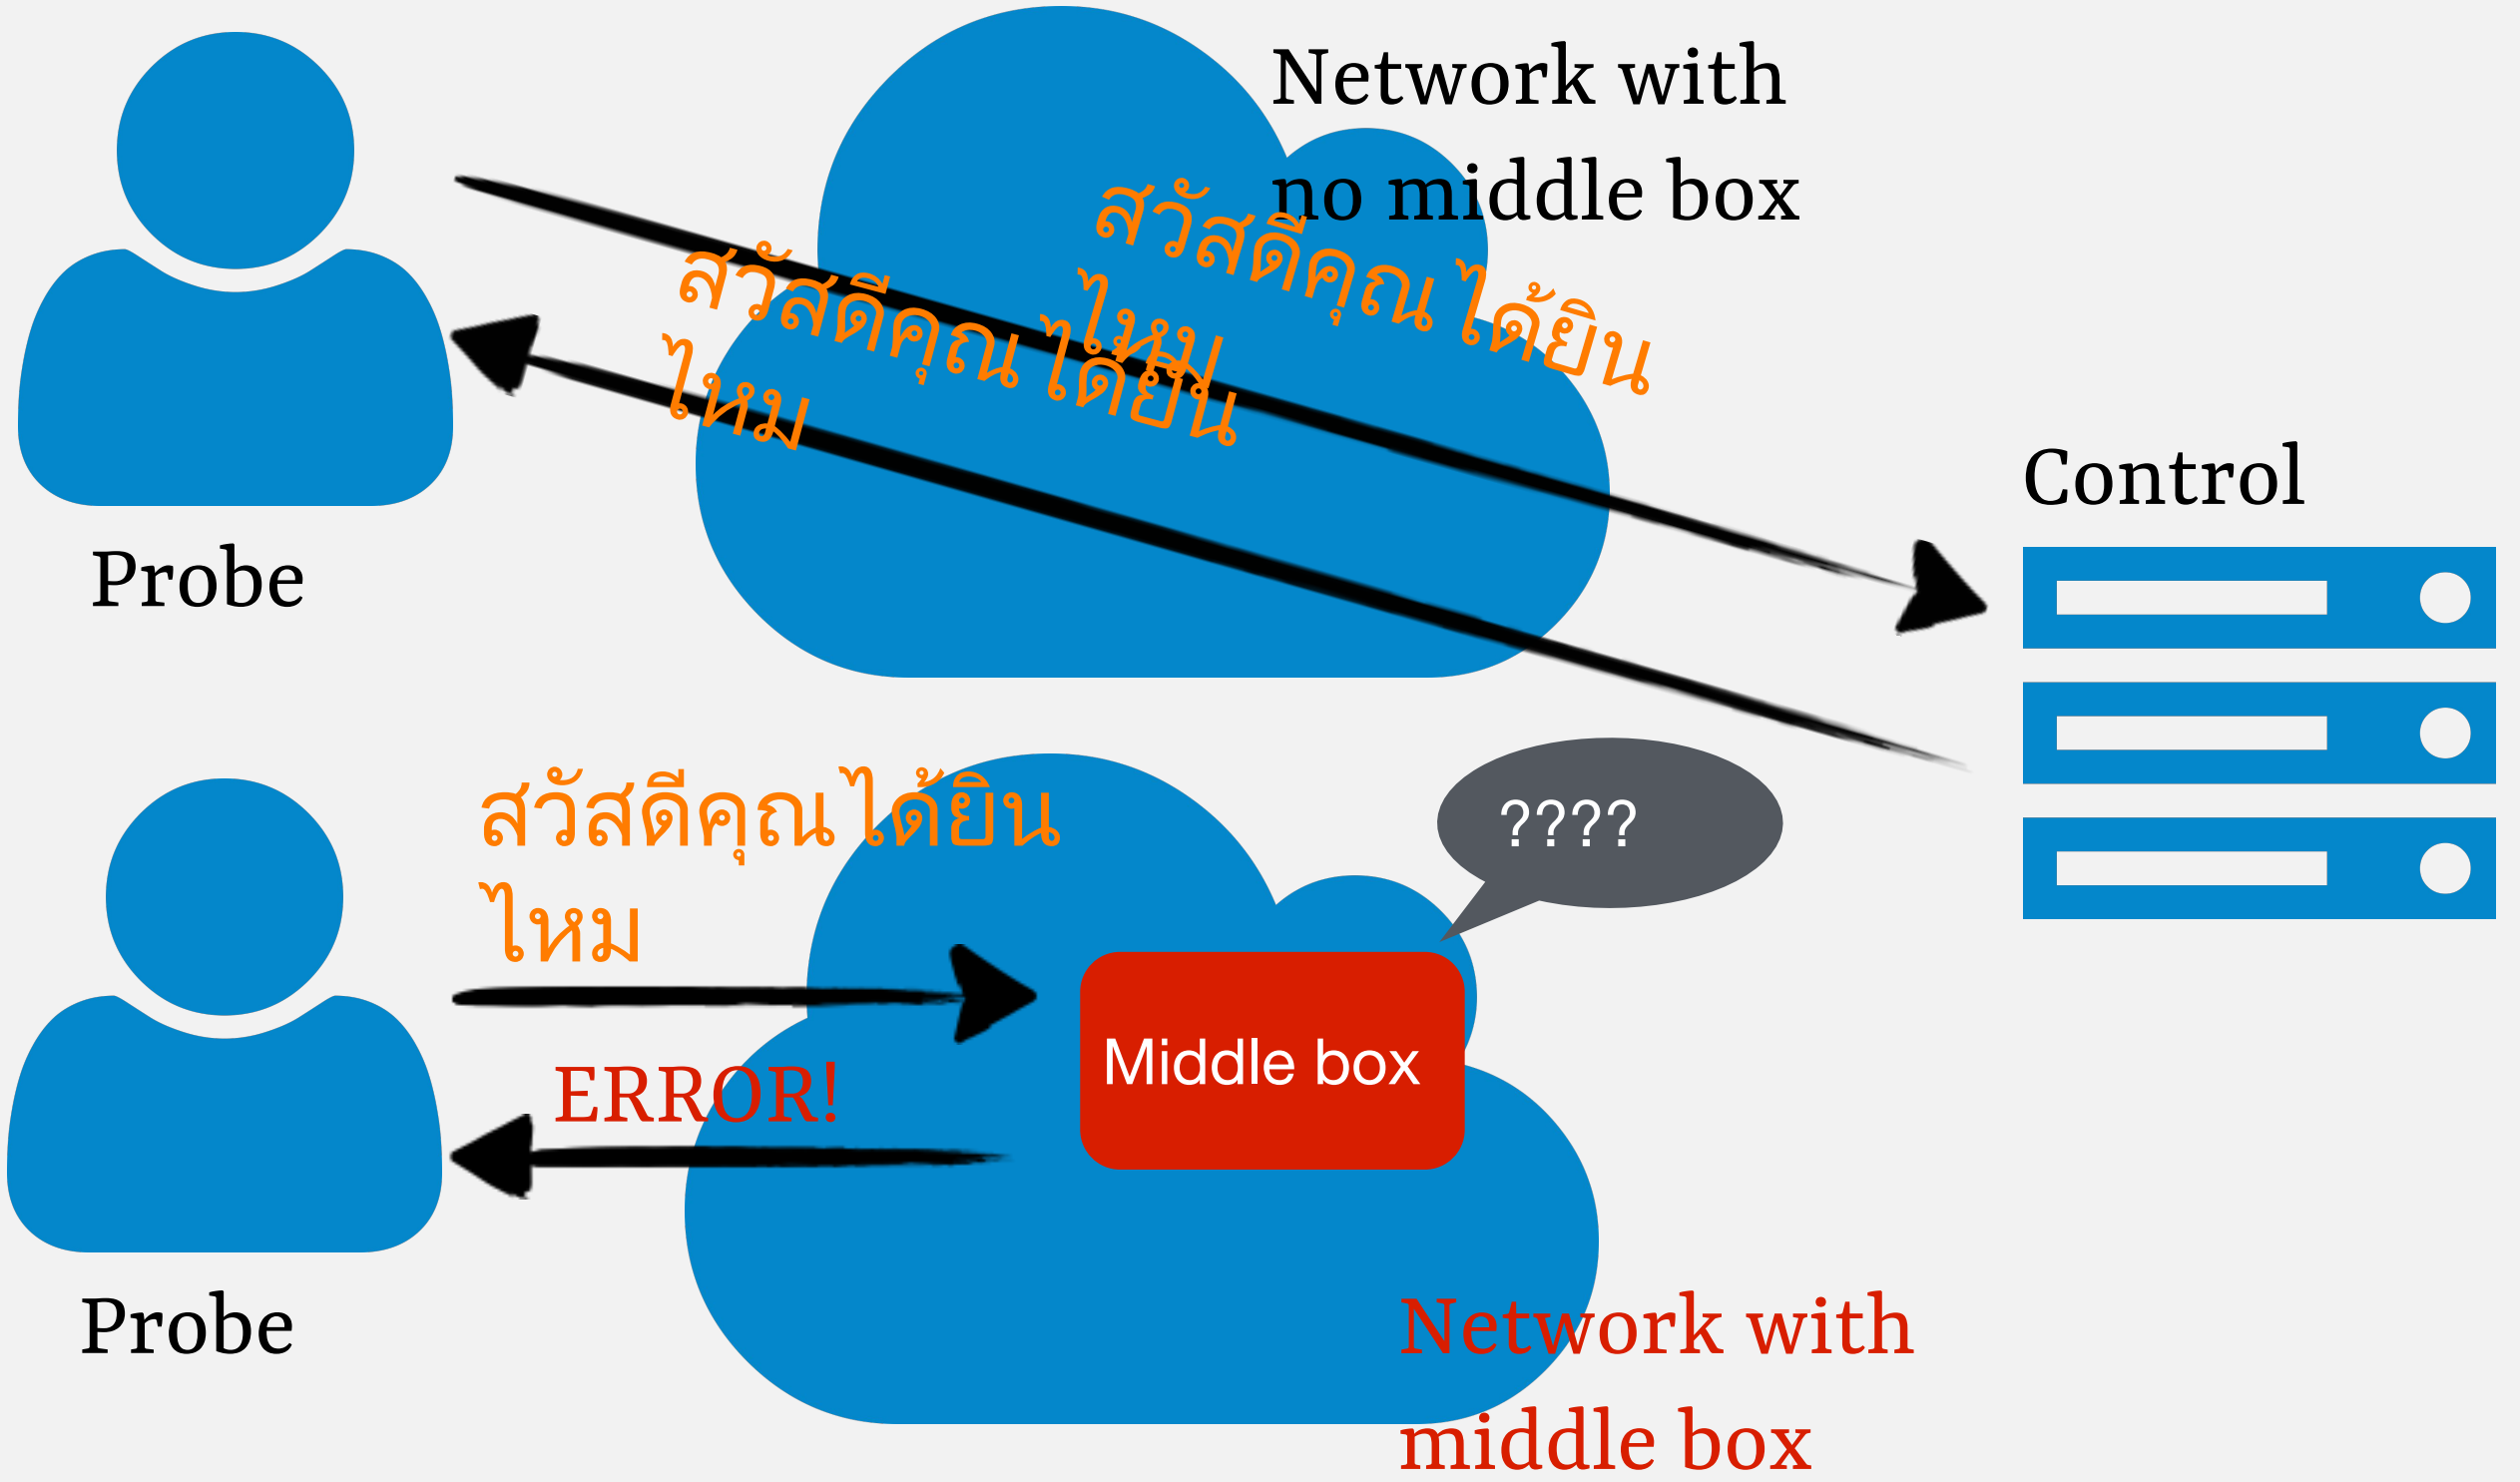 Network with
no middle box
สวัสดีคุณ ได้ยิน
ไหม
สวัสดีคุณ ได้ยิน
ไหม
Control
Probe
สวัสดีคุณ ได้ยิน
ไหม
????
Middle box
ERROR!
Probe
Network with
middle box